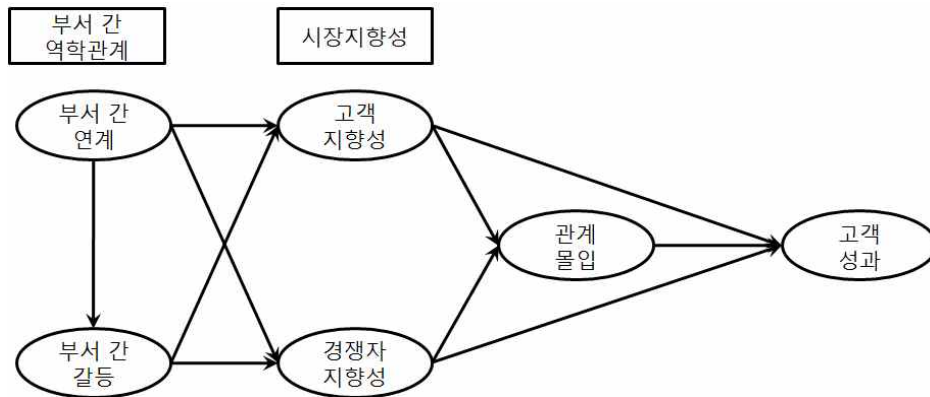 부서 간
역학관계
시장지향성
부서 간
연계
고객
지향성
관계
몰입
고객
성과
부서 간
갈등
경쟁자
지향성